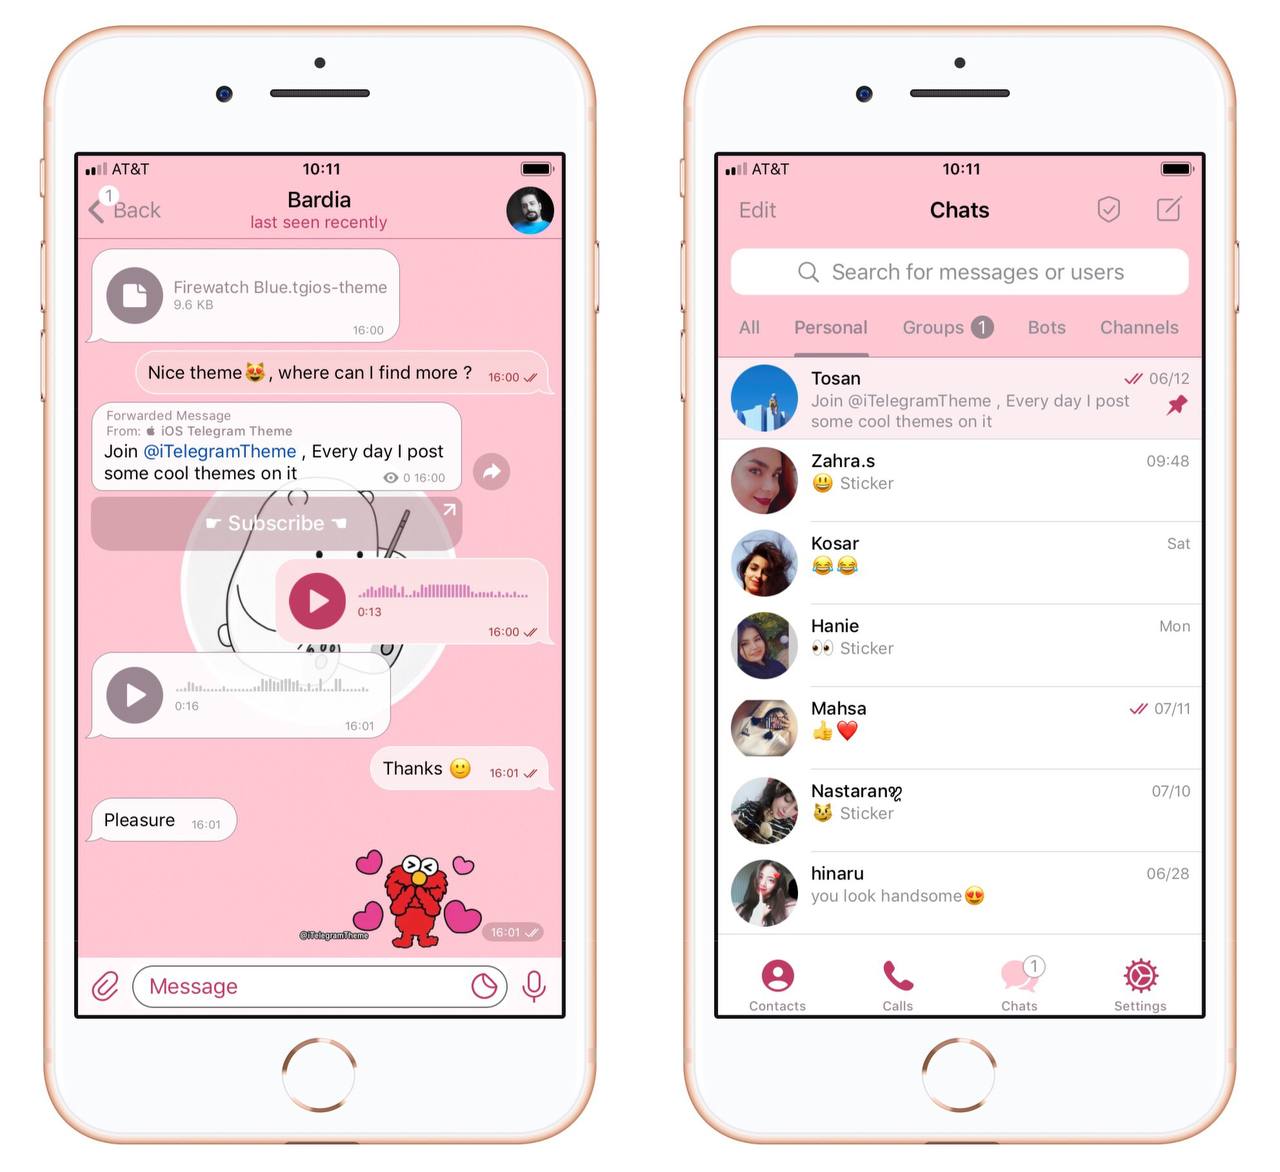 AT&T 10:11
1
Back
Bardia
last seen recently
Firewatch Blue.tgios-theme
9.6 KB
16:00
Nice theme😻, where can I find more ? 16:00
Forwarded Message
From:  iOS Telegram Theme
Join @iTelegramTheme , Every day I post
some cool themes on it
0 16:00
☛ Subscribe ☚
0:13
16:00
0:16
16:01
Thanks 🙂 16:01
Pleasure 16:01
@iTelegramTheme
16:01
Message
AT&T 10:11
Edit Chats
Search for messages or users
All Personal Groups 1 Bots Channels
Tosan 06/12
Join @iTelegramTheme , Every day I post
some cool themes on it
Zahra.s 09:48
😃 Sticker
Kosar Sat
😂😂
Hanie Mon
👀 Sticker
Mahsa 07/11
👍❤️
Nastaran 07/10
😼 Sticker
hinaru 06/28
you look handsome😍
1
Contacts Calls Chats Settings